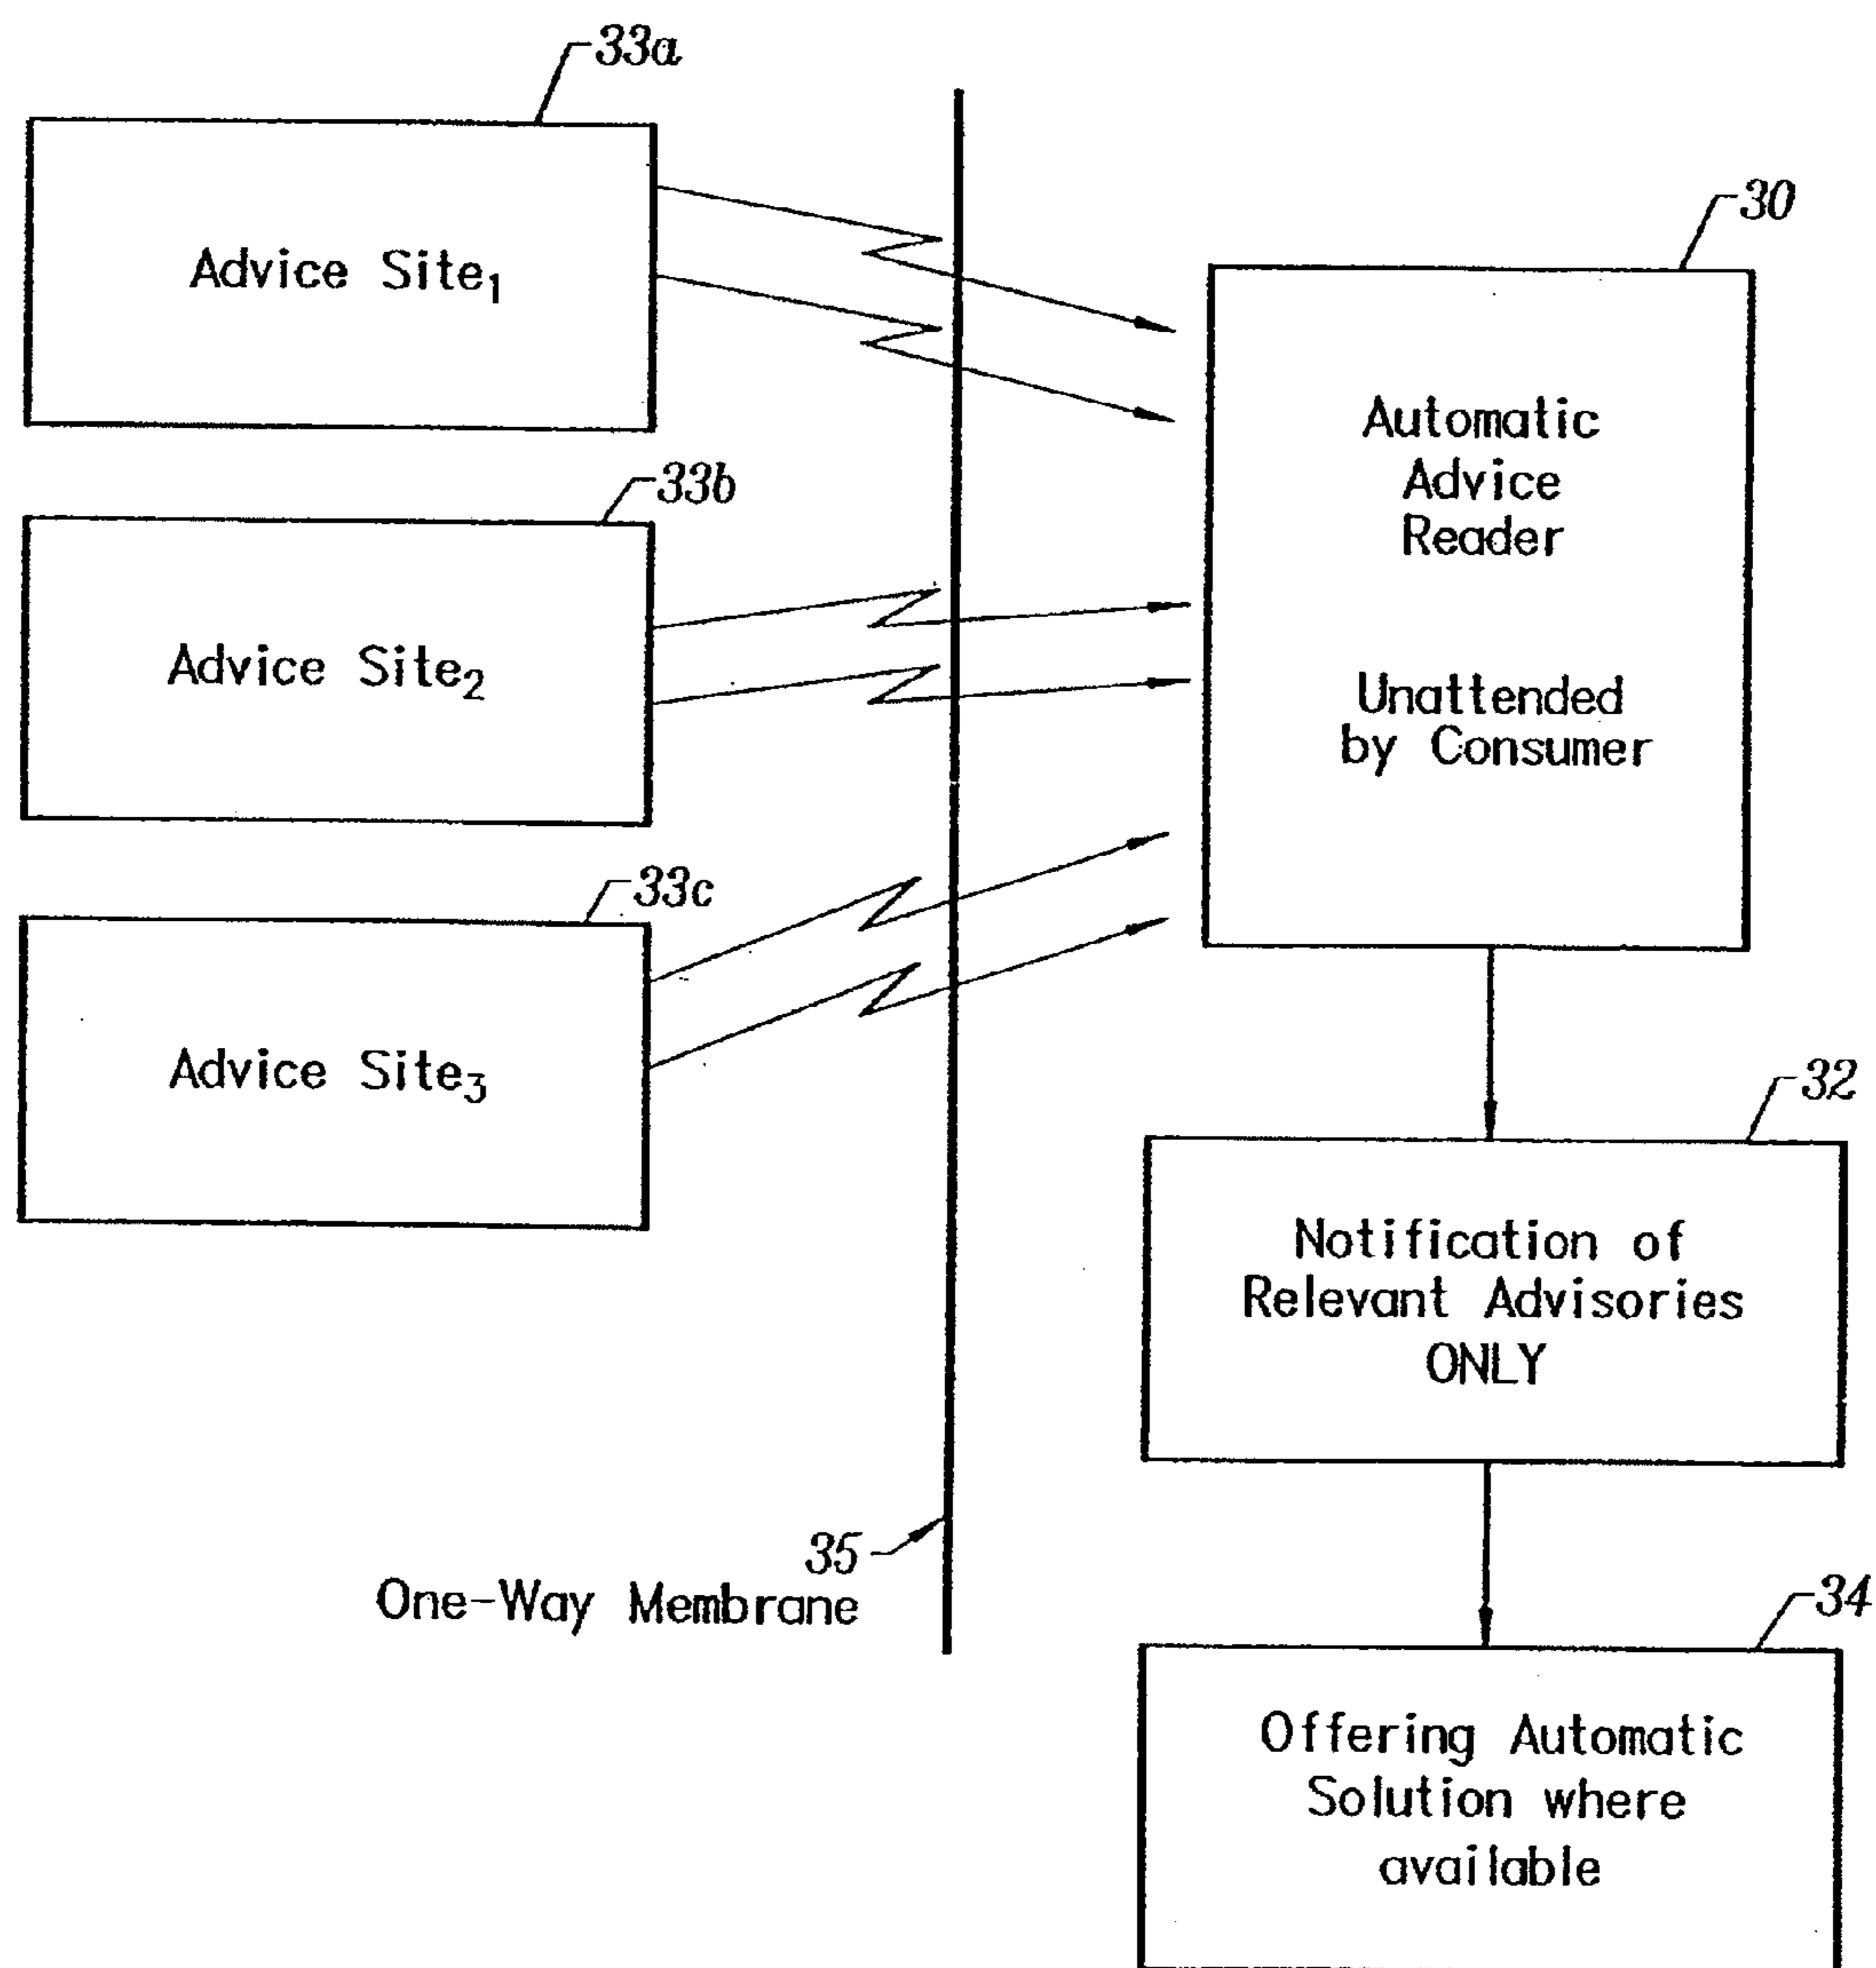 33a
Advice Site₁
30
Automatic
Advice
Reader
Unattended
by Consumer
33b
Advice Site₂
33c
Advice Site₃
32
Notification of
Relevant Advisories
ONLY
35
One-Way Membrane
34
Offering Automatic
Solution where
available